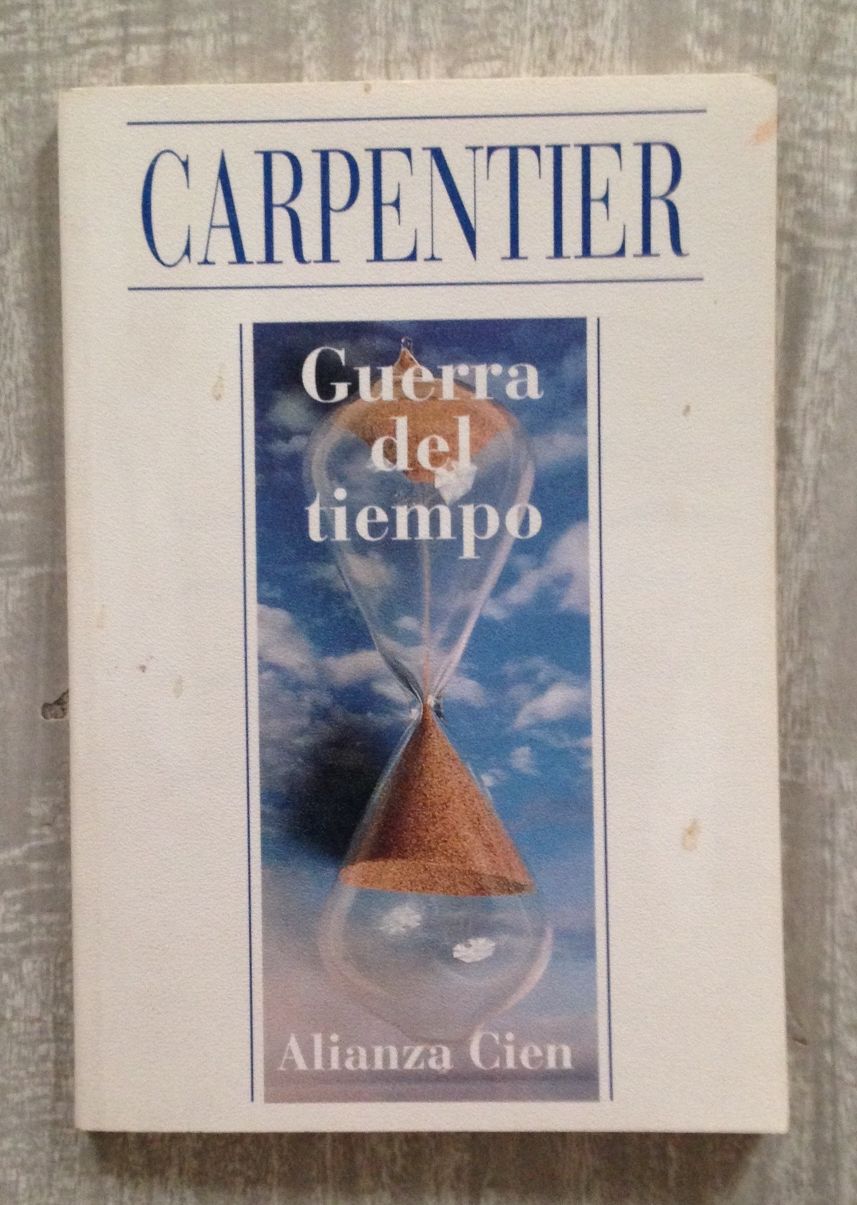 CARPENTIER
Guerra
del
tiempo
Alianza Cien